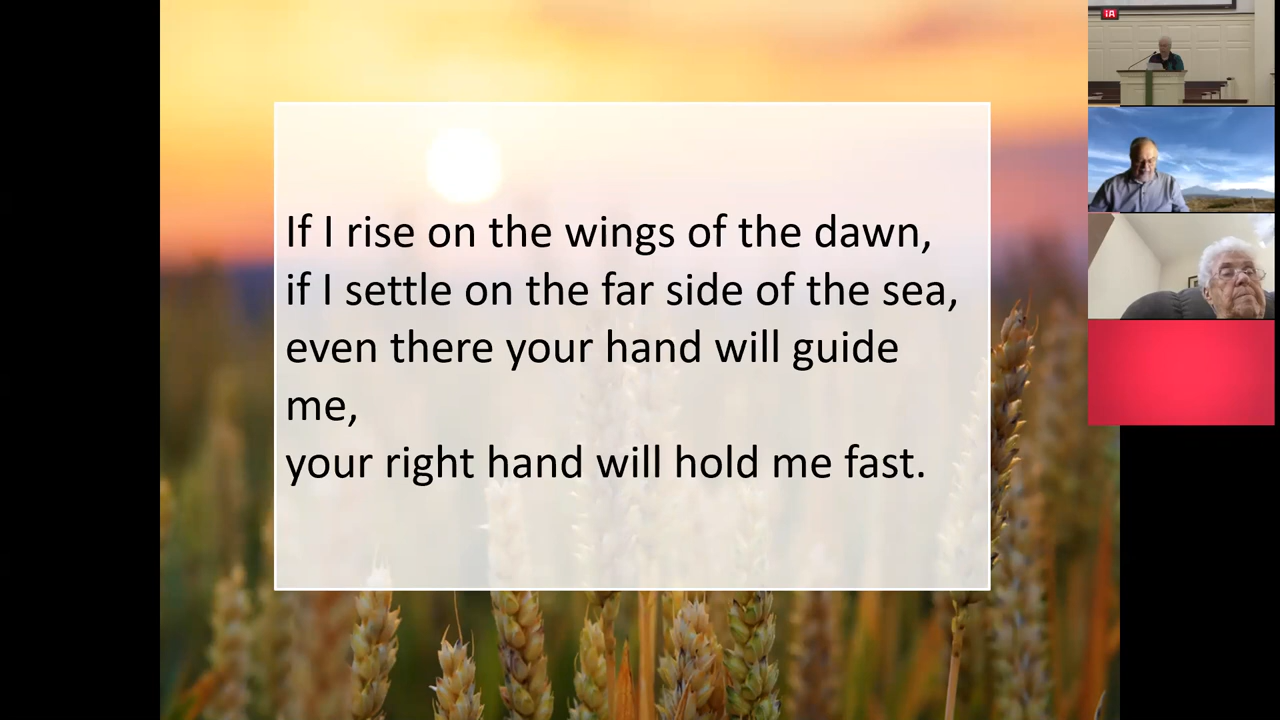 If I rise on the wings of the dawn,
if I settle on the far side of the sea,
even there your hand will guide
me,
your right hand will hold me fast.
iA